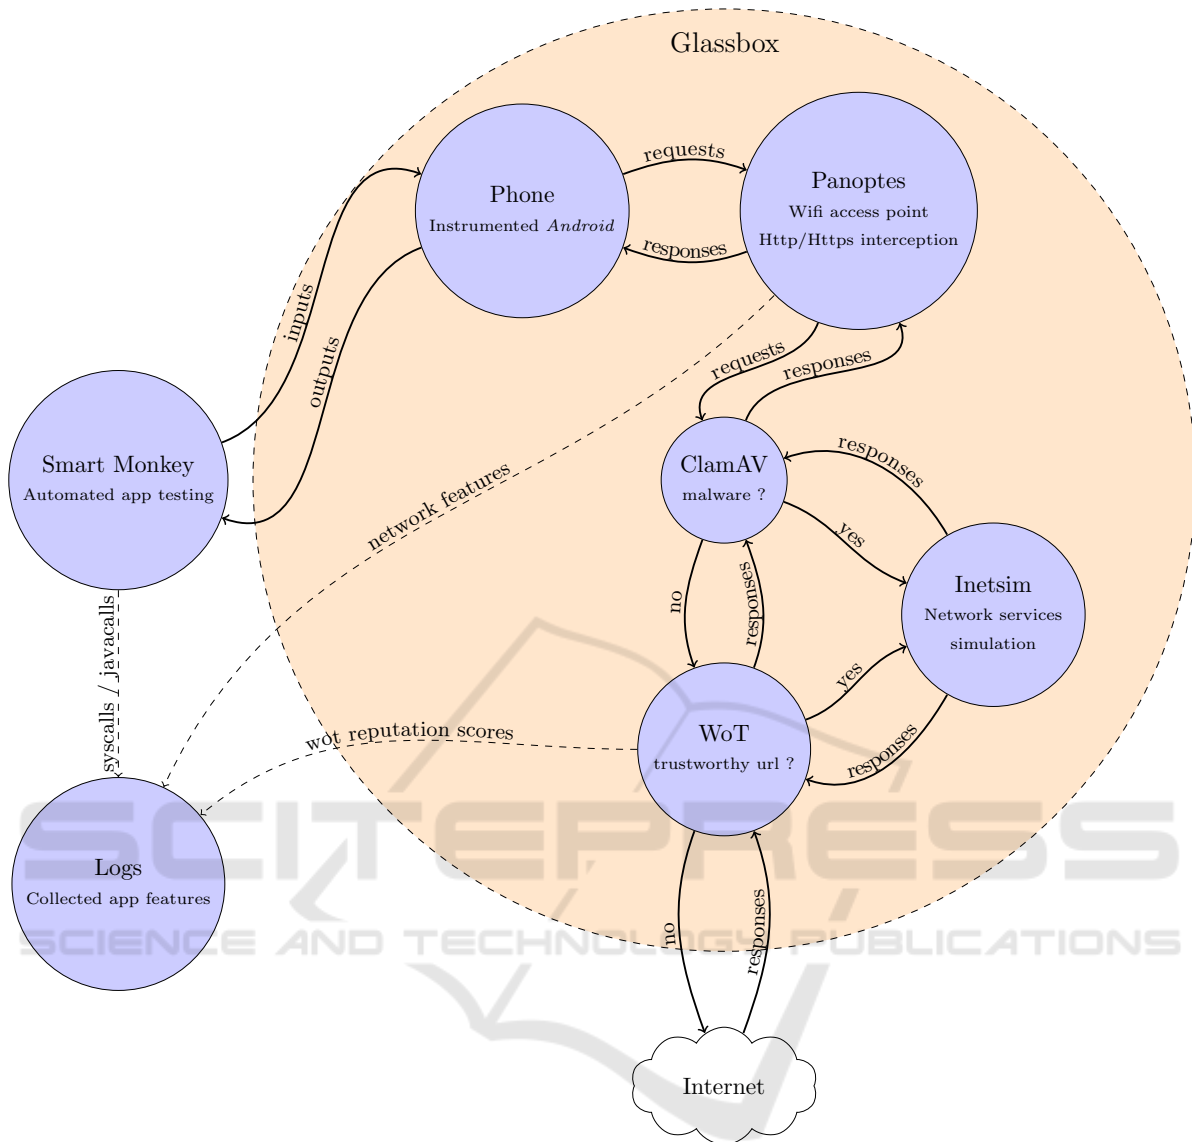 Glassbox
Phone
Instrumented Android
requests
responses
Panoptes
Wifi access point
Http/Https interception
inputs
outputs
requests
responses
Smart Monkey
Automated app testing
network features
ClamAV
malware ?
responses
yes
no
responses
Inetsim
Network services
simulation
syscalls / javacalls
wot reputation scores
WoT
trustworthy url ?
yes
responses
Logs
Collected app features
no
responses
Internet
SCITEPRESS
SCIENCE AND TECHNOLOGY PUBLICATIONS